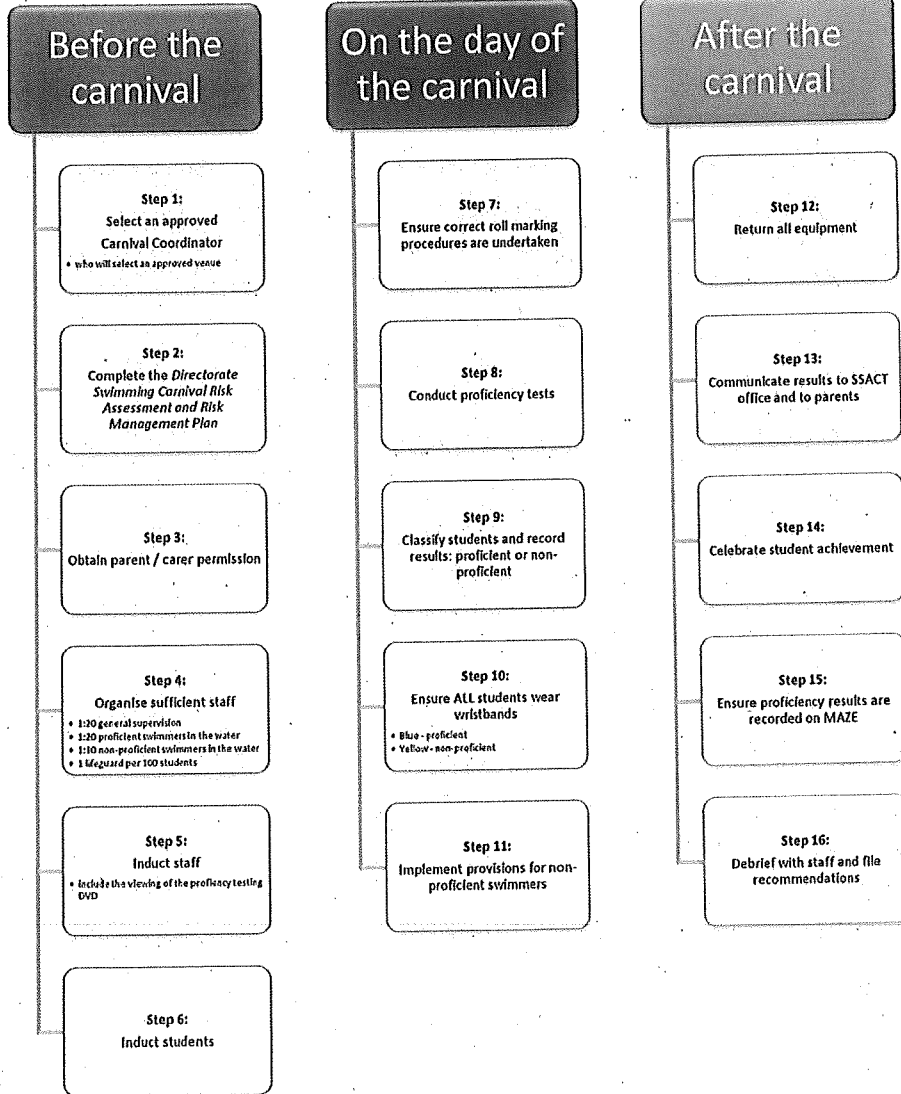 Before the
carnival
Step 1:
Select an approved
Carnival Coordinator
• who will select an approved venue
Step 2:
Complete the Directorate
Swimming Carnival Risk
Assessment and Risk
Management Plan
Step 3:
Obtain parent / carer permission
Step 4:
Organise sufficient staff
• 1:20 general supervision
• 1:20 proficient swimmers in the water
• 1:10 non-proficient swimmers in the water
• 1 lifeguard per 100 students
Step 5:
Induct staff
• include the viewing of the proficency testing
DVD
Step 6:
Induct students
On the day of
the carnival
Step 7:
Ensure correct roll marking
procedures are undertaken
Step 8:
Conduct proficiency tests
Step 9:
Classify students and record
results: proficient or non-
proficient
Step 10:
Ensure ALL students wear
wristbands
• Blue - proficient
• Yellow - non-proficient
Step 11:
Implement provisions for non-
proficient swimmers
After the
carnival
Step 12:
Return all equipment
Step 13:
Communicate results to SSACT
office and to parents
Step 14:
Celebrate student achievement
Step 15:
Ensure proficiency results are
recorded on MAZE
Step 16:
Debrief with staff and file
recommendations